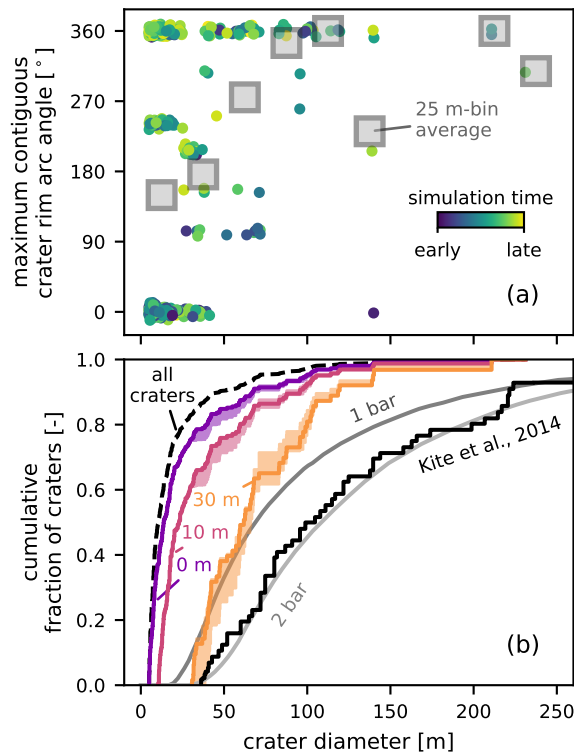 maximum contiguous
crater rim arc angle [°]
360
270
180
90
0
25 m-bin
average
simulation time
early
late
(a)
cumulative
fraction of craters [-]
1.0
0.8
0.6
0.4
0.2
0.0
all
craters
1 bar
Kite et al., 2014
30 m
10 m
0 m
2 bar
(b)
0
50
100
150
200
250
crater diameter [m]